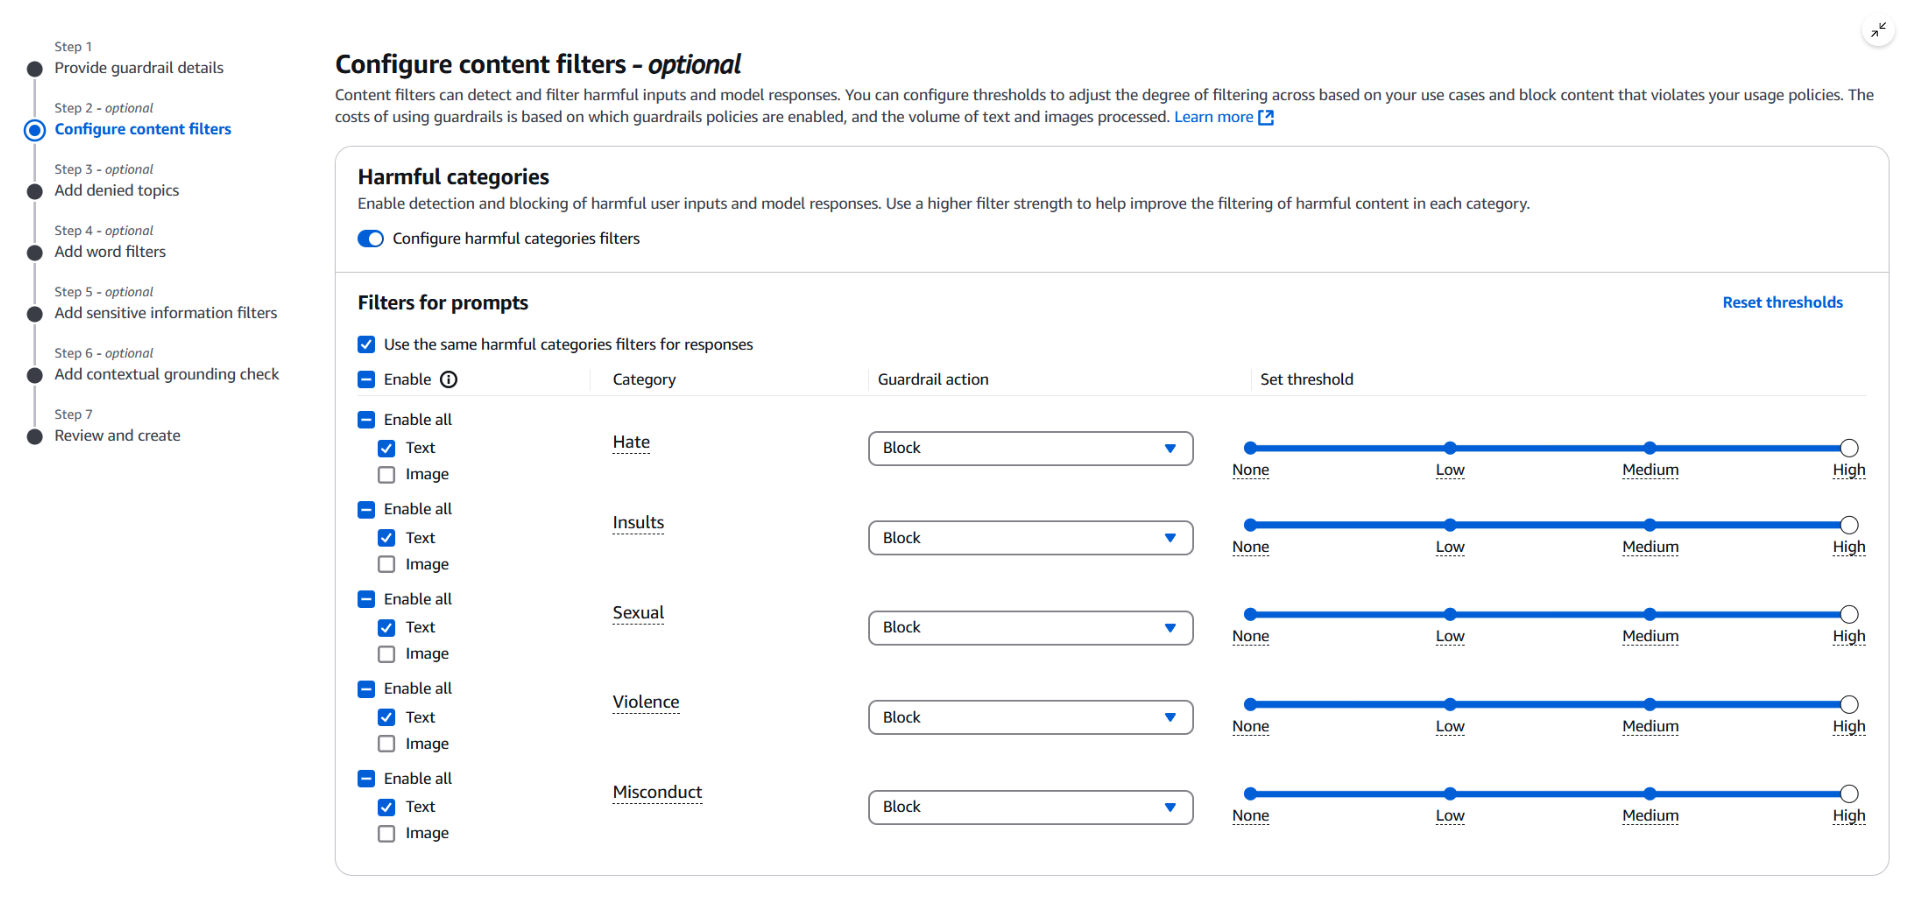 Step 1
Provide guardrail details
Step 2 - optional
Configure content filters
Step 3 - optional
Add denied topics
Step 4 - optional
Add word filters
Step 5 - optional
Add sensitive information filters
Step 6 - optional
Add contextual grounding check
Step 7
Review and create
Configure content filters - optional
Content filters can detect and filter harmful inputs and model responses. You can configure thresholds to adjust the degree of filtering across based on your use cases and block content that violates your usage policies. The
costs of using guardrails is based on which guardrails policies are enabled, and the volume of text and images processed. Learn more
Harmful categories
Enable detection and blocking of harmful user inputs and model responses. Use a higher filter strength to help improve the filtering of harmful content in each category.
Configure harmful categories filters
Filters for prompts
Reset thresholds
Use the same harmful categories filters for responses
Enable Category Guardrail action Set threshold
Enable all
Text
Image
Hate
Block
None Low Medium High
Enable all
Text
Image
Insults
Block
None Low Medium High
Enable all
Text
Image
Sexual
Block
None Low Medium High
Enable all
Text
Image
Violence
Block
None Low Medium High
Enable all
Text
Image
Misconduct
Block
None Low Medium High